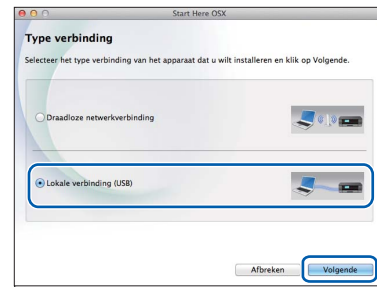 Start Here OSX
Type verbinding
Selecteer het type verbinding van het apparaat dat u wilt installeren en klik op Volgende.
Draadloze netwerkverbinding
Lokale verbinding (USB)
Afbreken Volgende